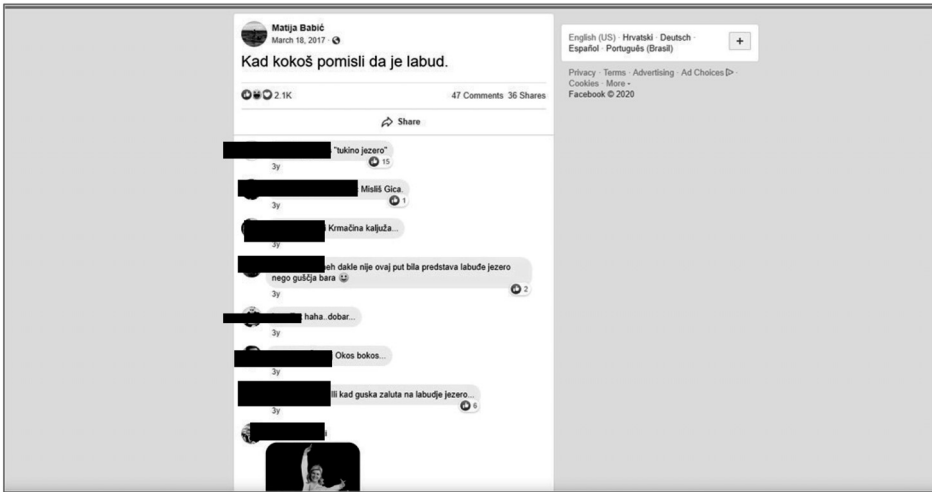 Matija Babić
March 18, 2017 ·
Kad kokoš pomisli da je labud.
2.1K
47 Comments 36 Shares
Share
"tukino jezero"
15
3y
Misliš Gica.
1
3y
Krmačina kaljuža...
3y
eh dakle nije ovaj put bila predstava labuđe jezero
nego guščja bara
2
3y
haha..dobar...
3y
Okos bokos...
3y
Ili kad guska zaluta na labudje jezero...
6
3y
English (US) · Hrvatski · Deutsch ·
Español · Português (Brasil)
+
Privacy · Terms · Advertising · Ad Choices ·
Cookies · More
Facebook © 2020